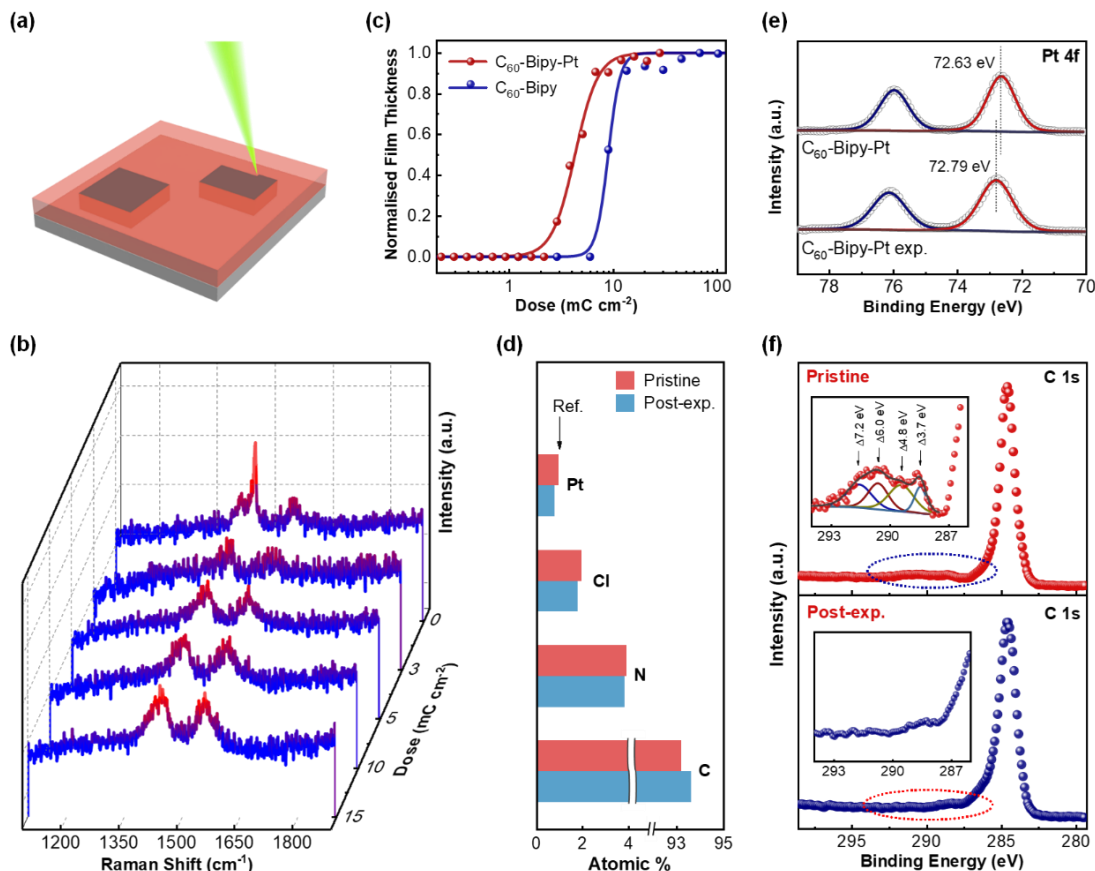 (a)
(c)
Normalised Film Thickness
1.0
0.8
0.6
0.4
0.2
0.0
C₆₀-Bipy-Pt
C₆₀-Bipy
1
10
100
Dose (mC cm⁻²)
(e)
Pt 4f
72.63 eV
C₆₀-Bipy-Pt
72.79 eV
C₆₀-Bipy-Pt exp.
Intensity (a.u.)
78
76
74
72
70
Binding Energy (eV)
(b)
Intensity (a.u.)
0
3
5
10
15
Dose (mC cm⁻²)
1200
1350
1500
1650
1800
Raman Shift (cm⁻¹)
(d)
Pristine
Post-exp.
Ref.
Pt
Cl
N
C
0
2
4
93
95
Atomic %
(f)
Pristine
C 1s
Δ7.2 eV
Δ6.0 eV
Δ4.8 eV
Δ3.7 eV
293
290
287
Post-exp.
C 1s
293
290
287
Intensity (a.u.)
295
290
285
280
Binding Energy (eV)